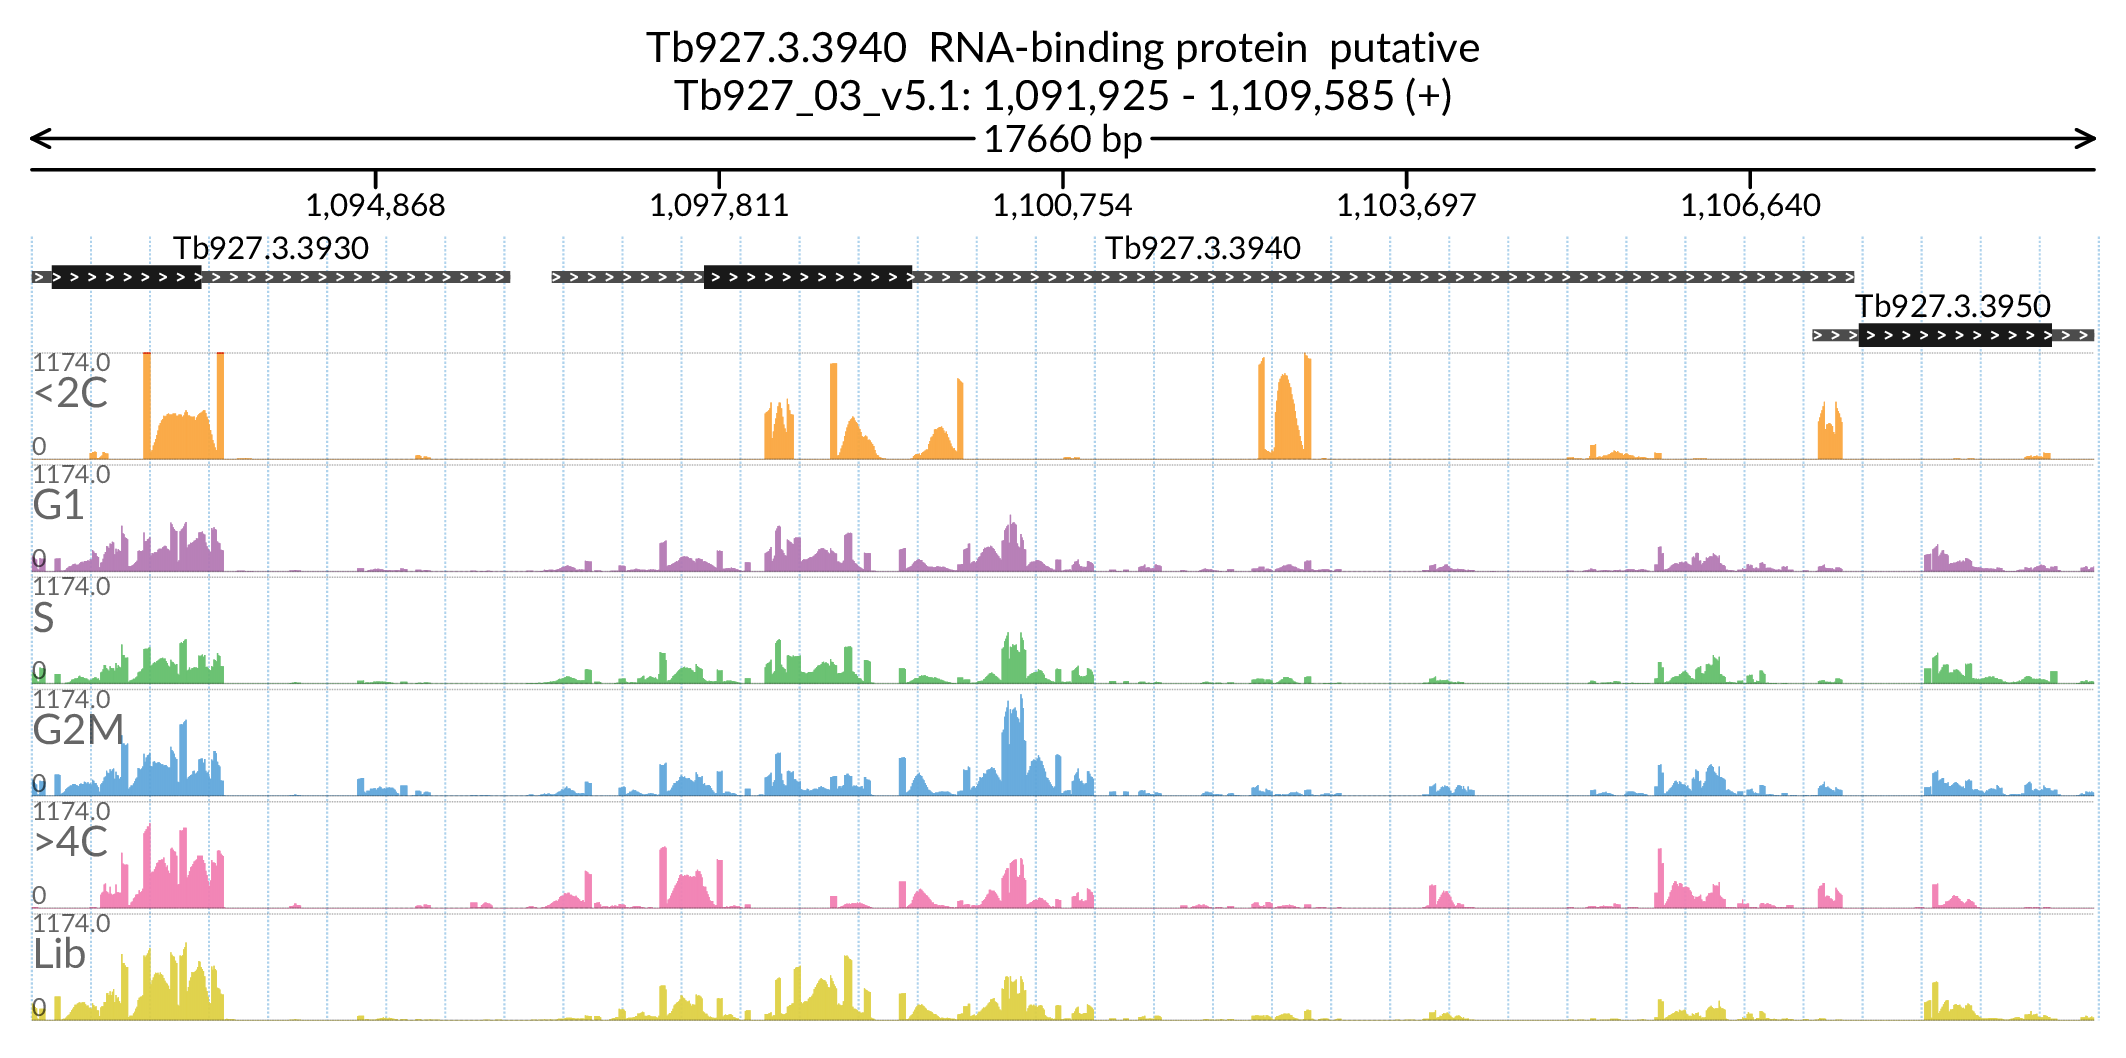 Tb927.3.3940  RNA-binding protein  putative
Tb927_03_v5.1: 1,091,925 - 1,109,585 (+)
17660 bp
1,094,868 1,097,811 1,100,754 1,103,697 1,106,640
Tb927.3.3930 Tb927.3.3940
Tb927.3.3950
1174.0
<2C
0
1174.0
G1
0
1174.0
S
0
1174.0
G2M
0
1174.0
>4C
0
1174.0
Lib
0